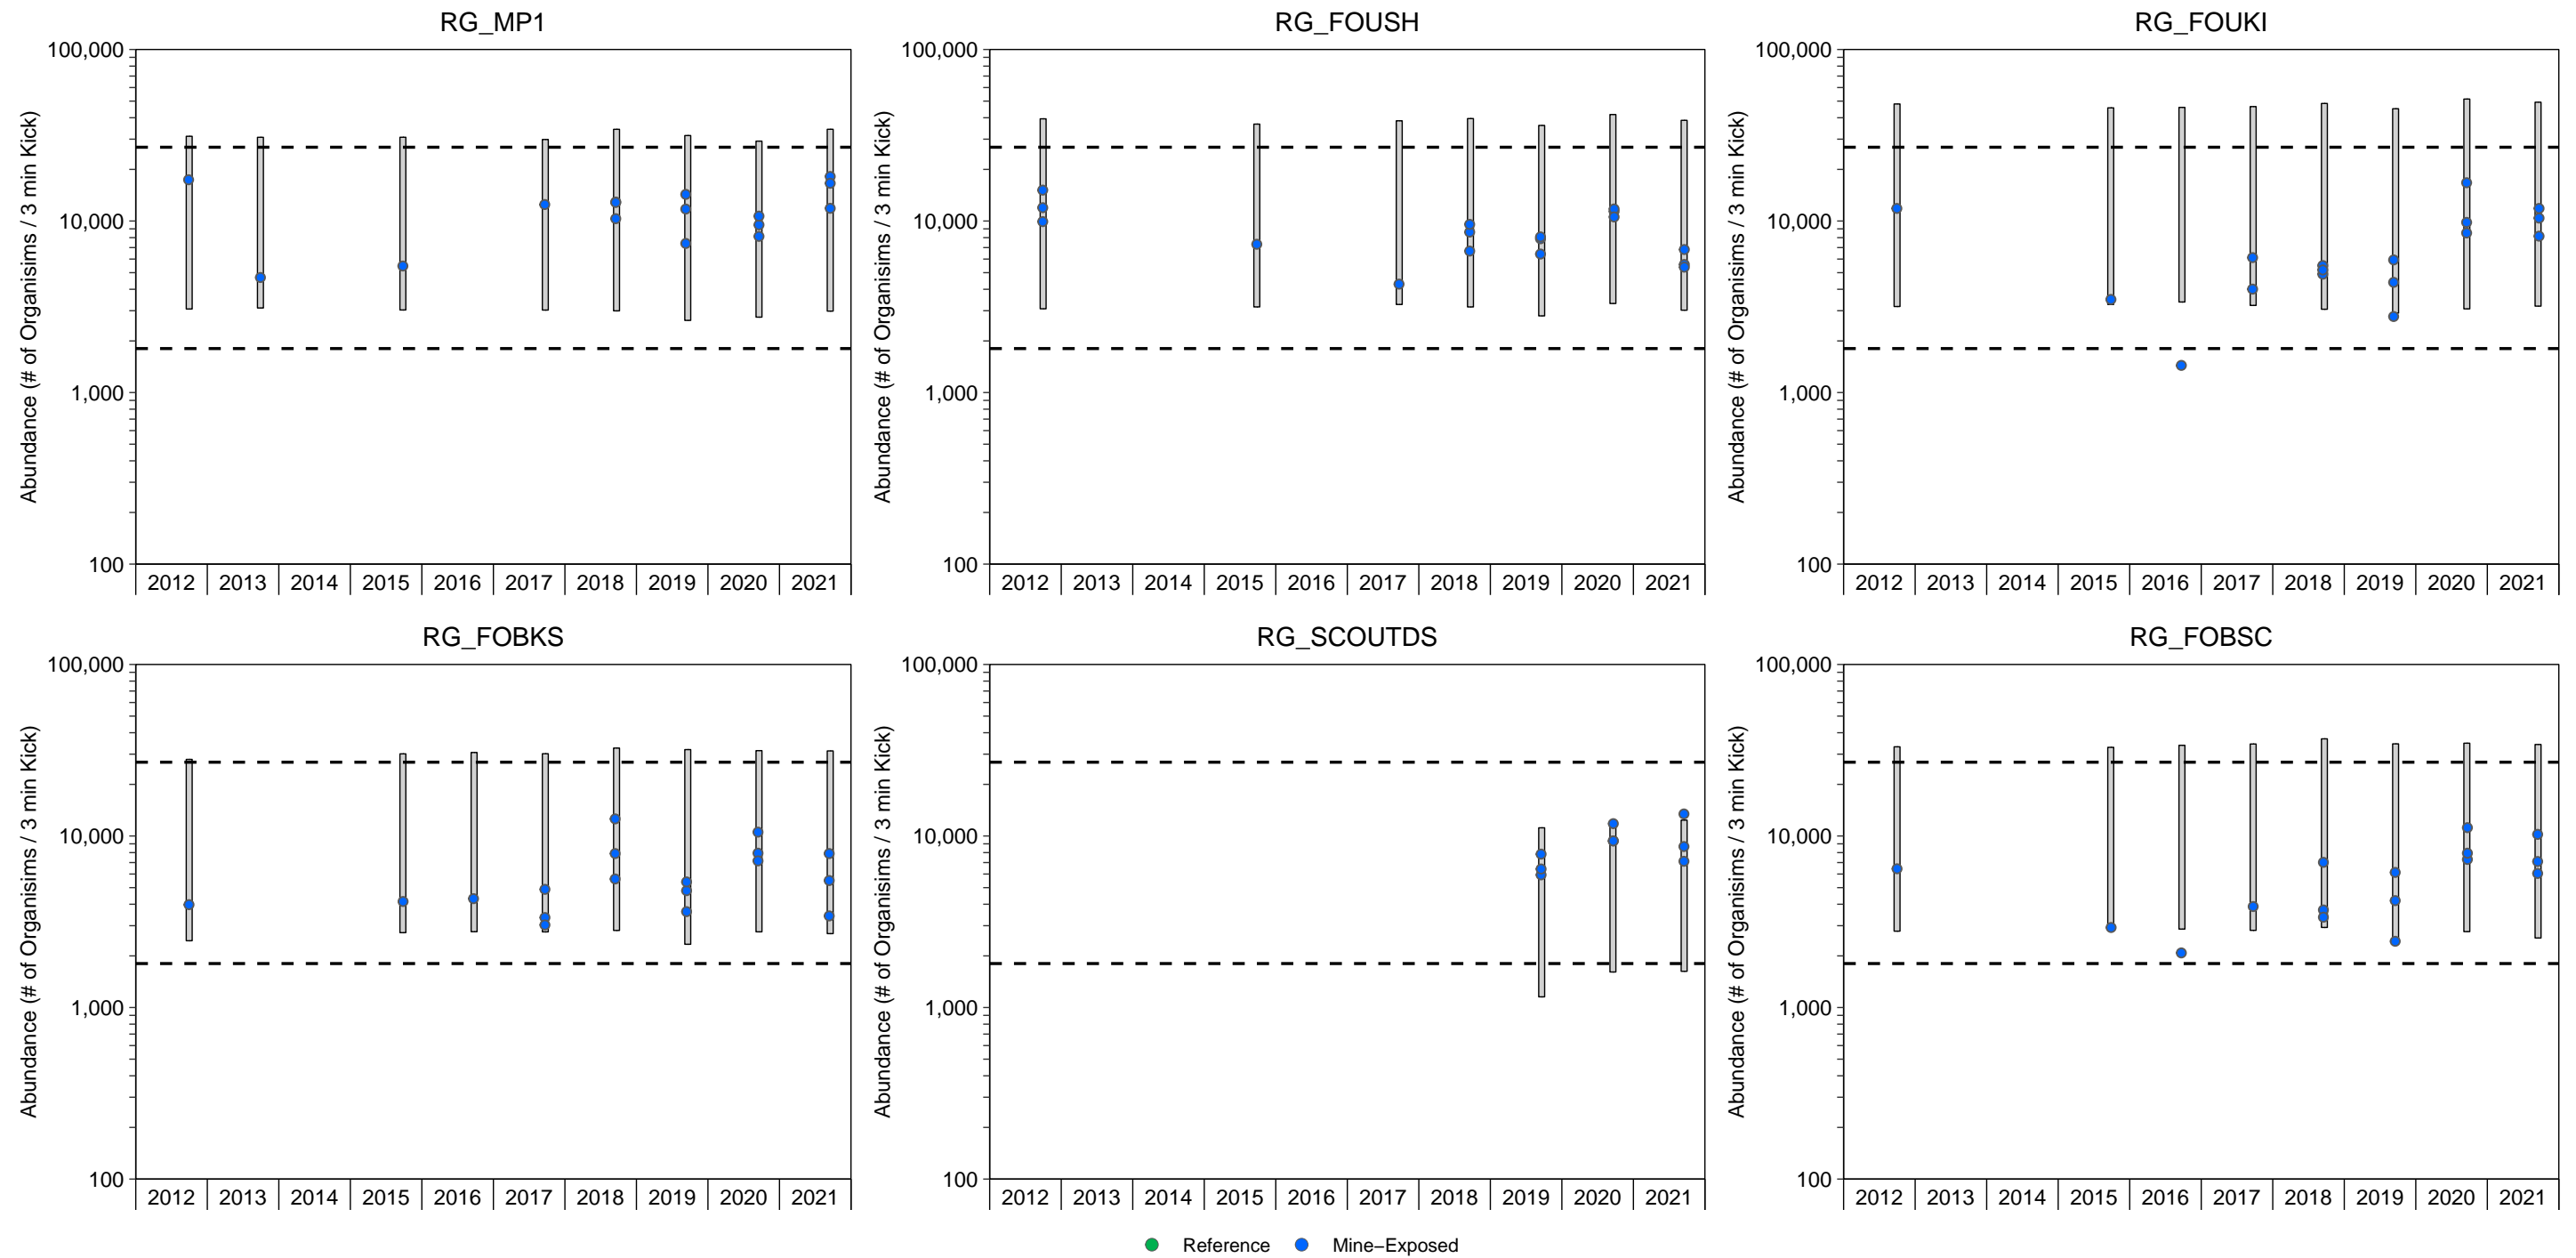 RG_MP1
Abundance (# of Organisims / 3 min Kick)
100,000
10,000
1,000
100
2012 2013 2014 2015 2016 2017 2018 2019 2020 2021
RG_FOUSH
Abundance (# of Organisims / 3 min Kick)
100,000
10,000
1,000
100
2012 2013 2014 2015 2016 2017 2018 2019 2020 2021
RG_FOUKI
Abundance (# of Organisims / 3 min Kick)
100,000
10,000
1,000
100
2012 2013 2014 2015 2016 2017 2018 2019 2020 2021
RG_FOBKS
Abundance (# of Organisims / 3 min Kick)
100,000
10,000
1,000
100
2012 2013 2014 2015 2016 2017 2018 2019 2020 2021
RG_SCOUTDS
Abundance (# of Organisims / 3 min Kick)
100,000
10,000
1,000
100
2012 2013 2014 2015 2016 2017 2018 2019 2020 2021
RG_FOBSC
Abundance (# of Organisims / 3 min Kick)
100,000
10,000
1,000
100
2012 2013 2014 2015 2016 2017 2018 2019 2020 2021
Reference Mine−Exposed